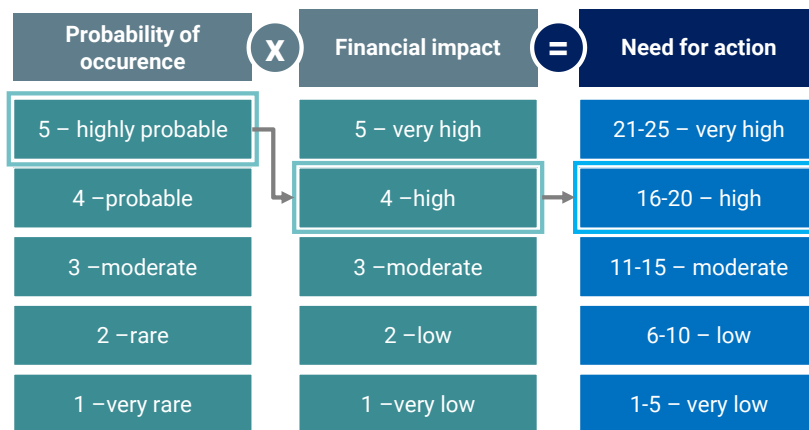 Probability of
occurence
x
Financial impact
=
Need for action
5 – highly probable
5 – very high
21-25 – very high
4 –probable
4 –high
16-20 – high
3 –moderate
3 –moderate
11-15 – moderate
2 –rare
2 –low
6-10 – low
1 –very rare
1 –very low
1-5 – very low